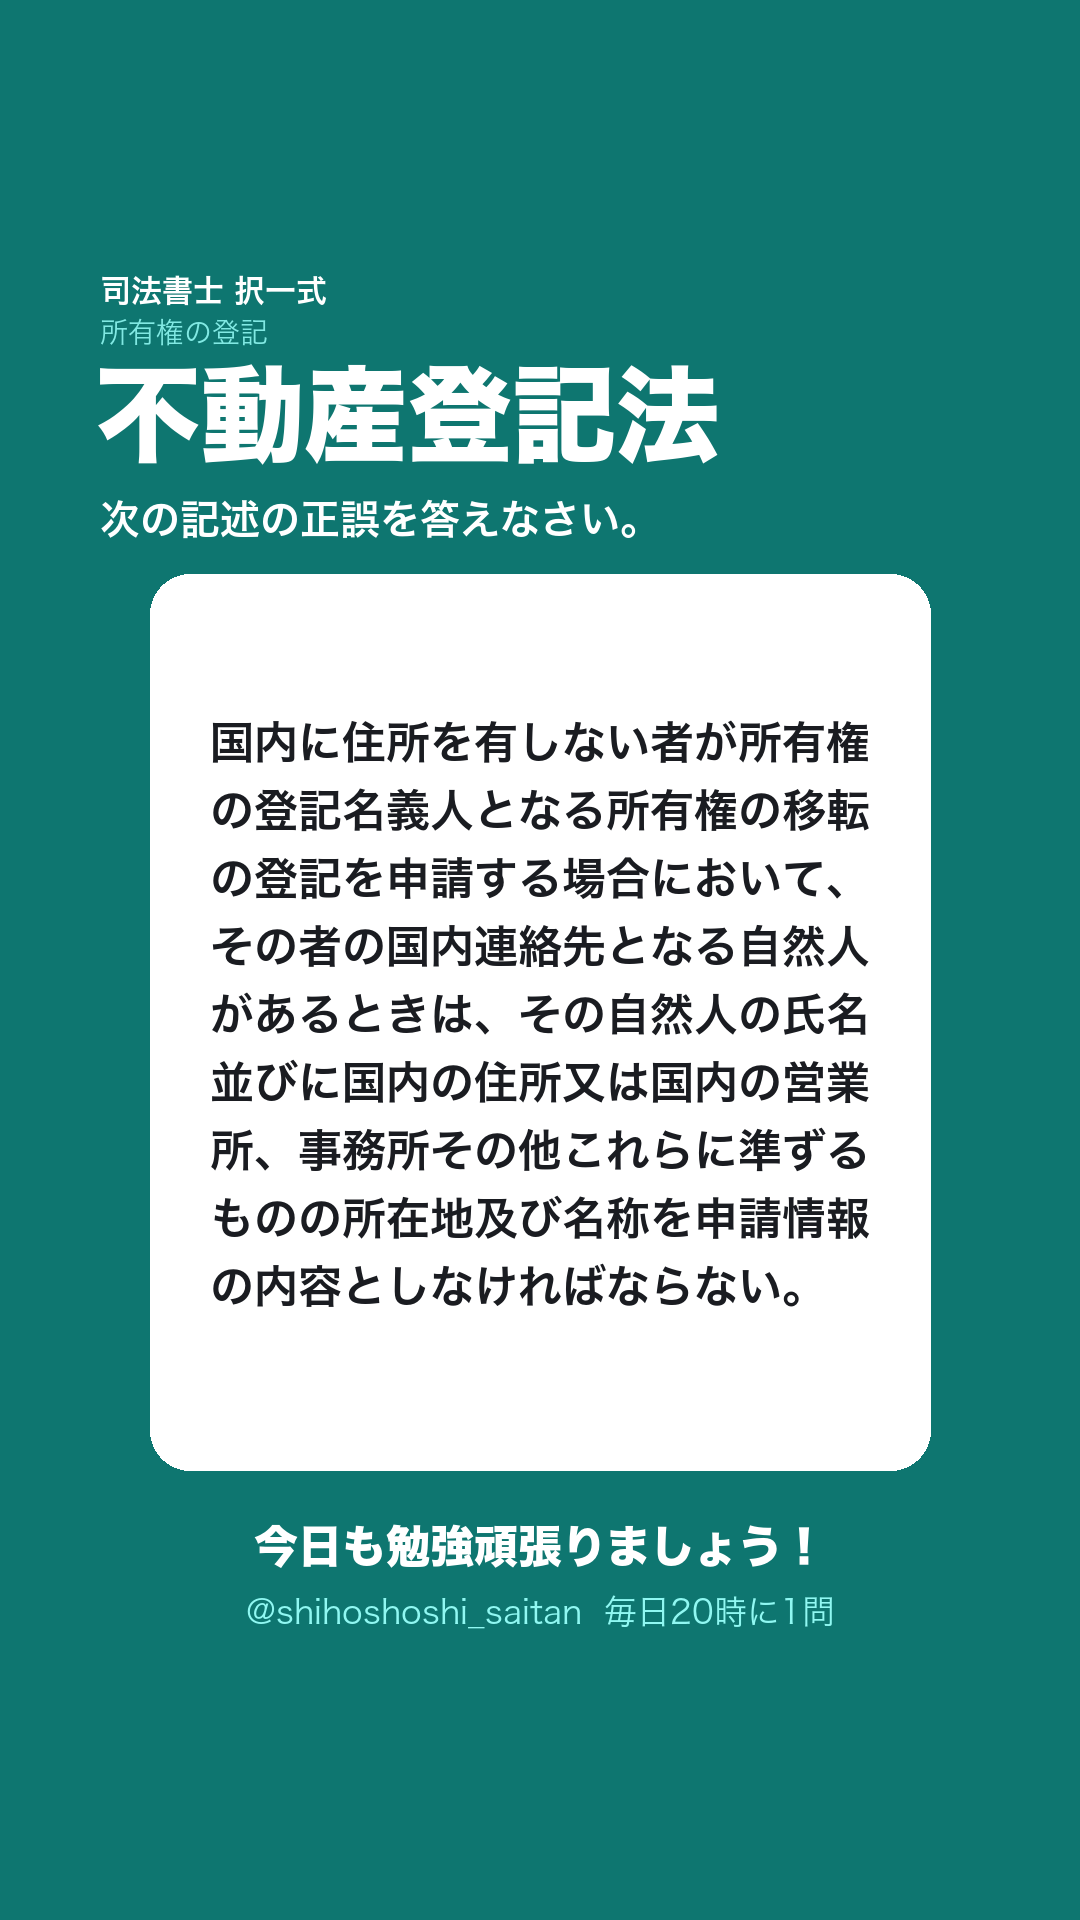 司法書士 択一式
所有権の登記
不動産登記法
次の記述の正誤を答えなさい。
国内に住所を有しない者が所有権
の登記名義人となる所有権の移転
の登記を申請する場合において、
その者の国内連絡先となる自然人
があるときは、その自然人の氏名
並びに国内の住所又は国内の営業
所、事務所その他これらに準ずる
ものの所在地及び名称を申請情報
の内容としなければならない。
今日も勉強頑張りましょう！
@shihoshoshi_saitan 毎日20時に1問